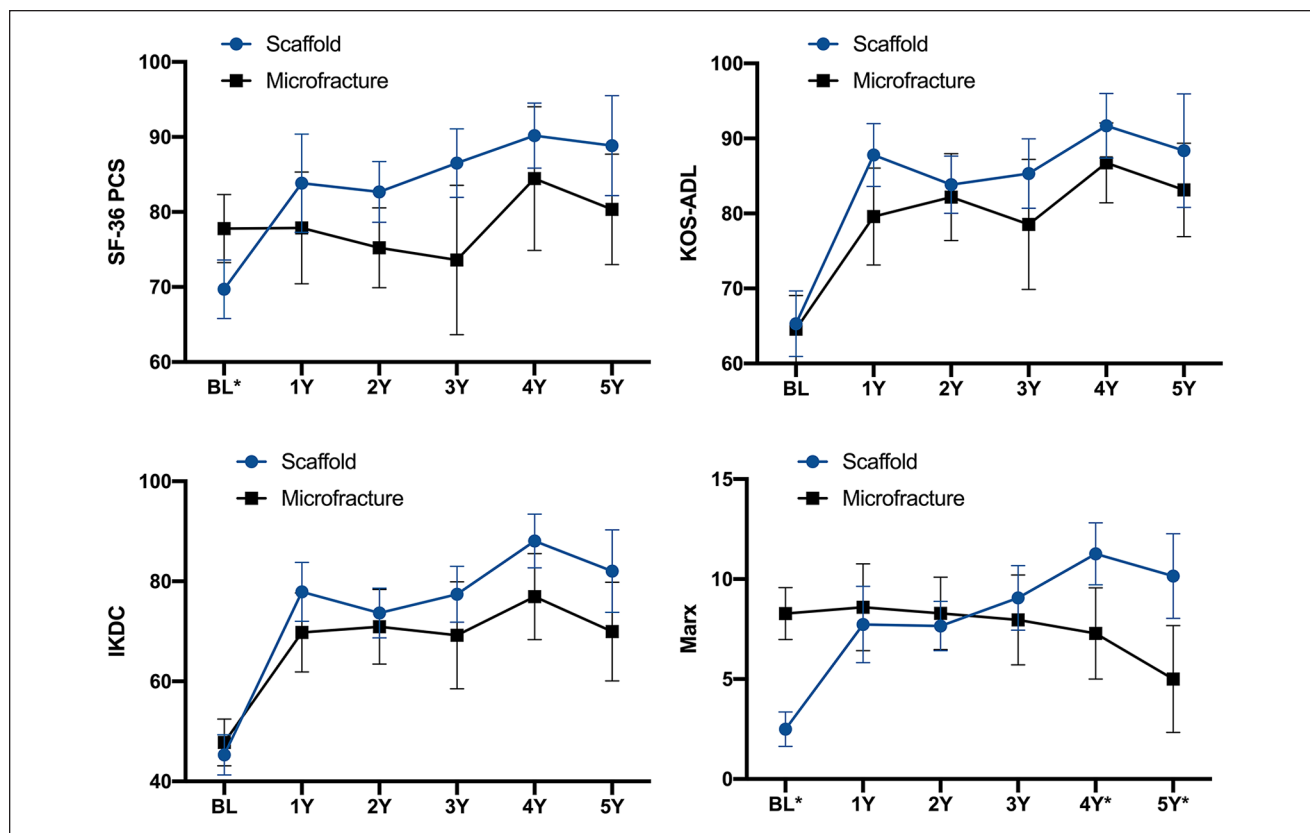 Scaffold
Microfracture
100
90
80
70
60
SF-36 PCS
BL* 1Y 2Y 3Y 4Y 5Y
Scaffold
Microfracture
100
90
80
70
60
KOS-ADL
BL 1Y 2Y 3Y 4Y 5Y
Scaffold
Microfracture
100
80
60
40
IKDC
BL 1Y 2Y 3Y 4Y 5Y
Scaffold
Microfracture
15
10
5
0
Marx
BL* 1Y 2Y 3Y 4Y* 5Y*